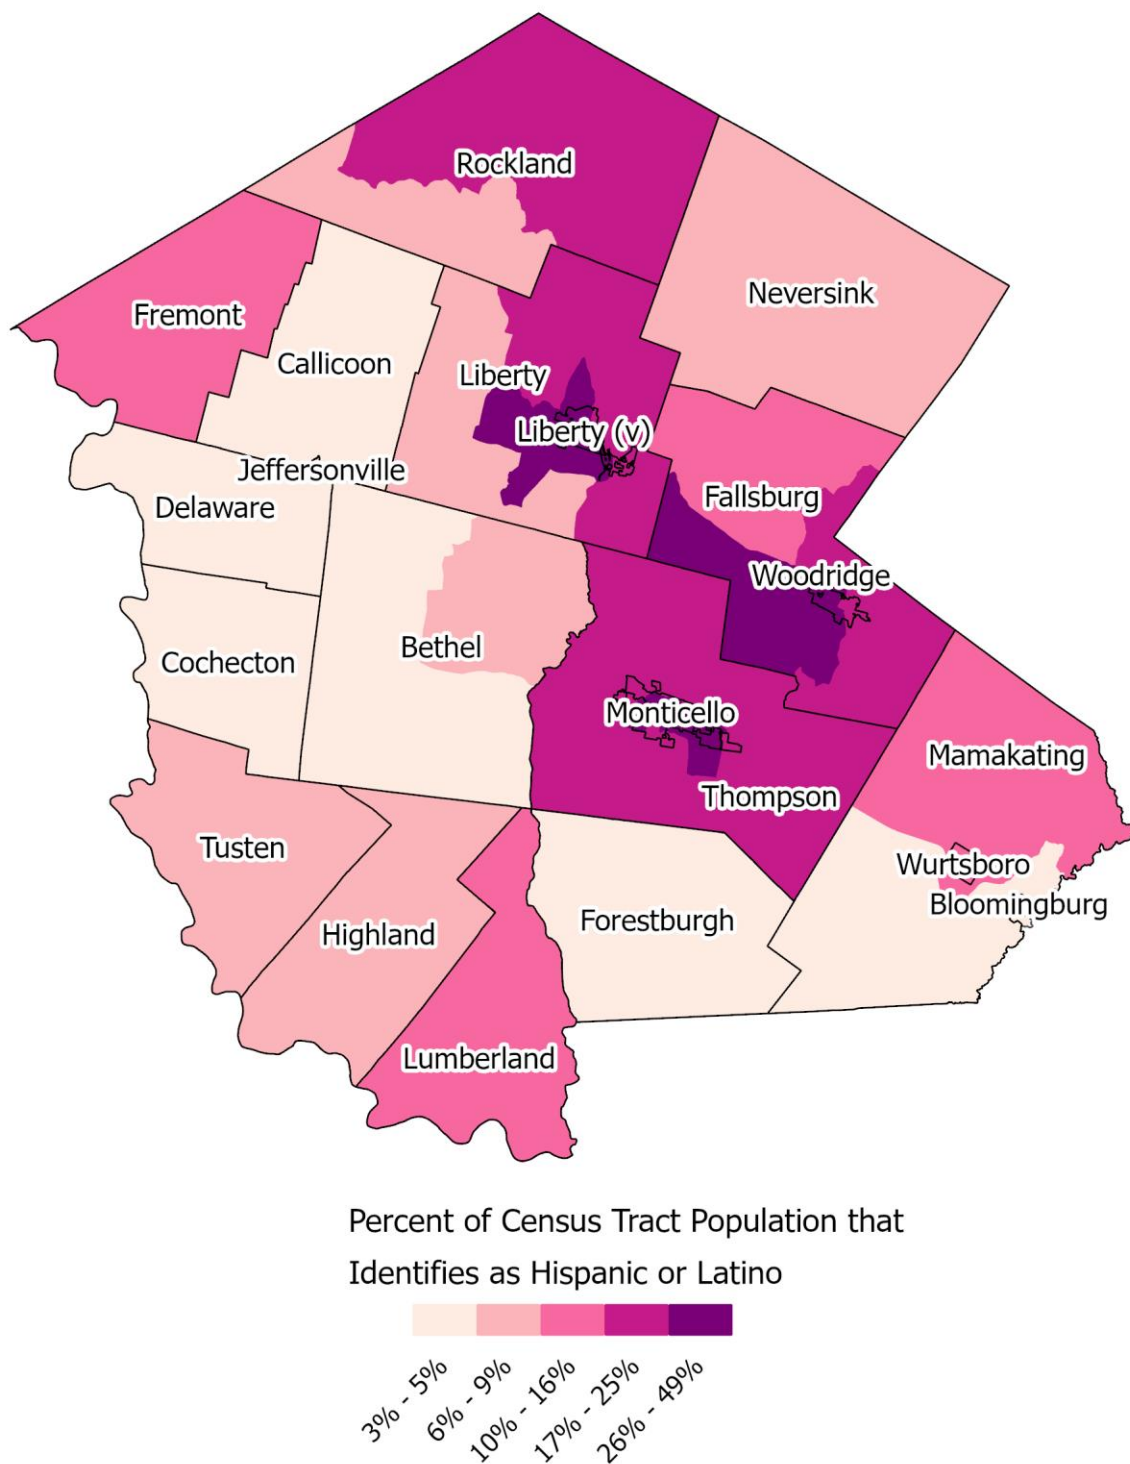 Rockland
Neversink
Fremont
Callicoon
Liberty
Liberty (v)
Jeffersonville
Fallsburg
Delaware
Woodridge
Bethel
Cochecton
Monticello
Mamakating
Thompson
Tusten
Wurtsboro
Bloomingburg
Forestburgh
Highland
Lumberland
Percent of Census Tract Population that
Identifies as Hispanic or Latino
3% - 5%
6% - 9%
10% - 16%
17% - 25%
26% - 49%